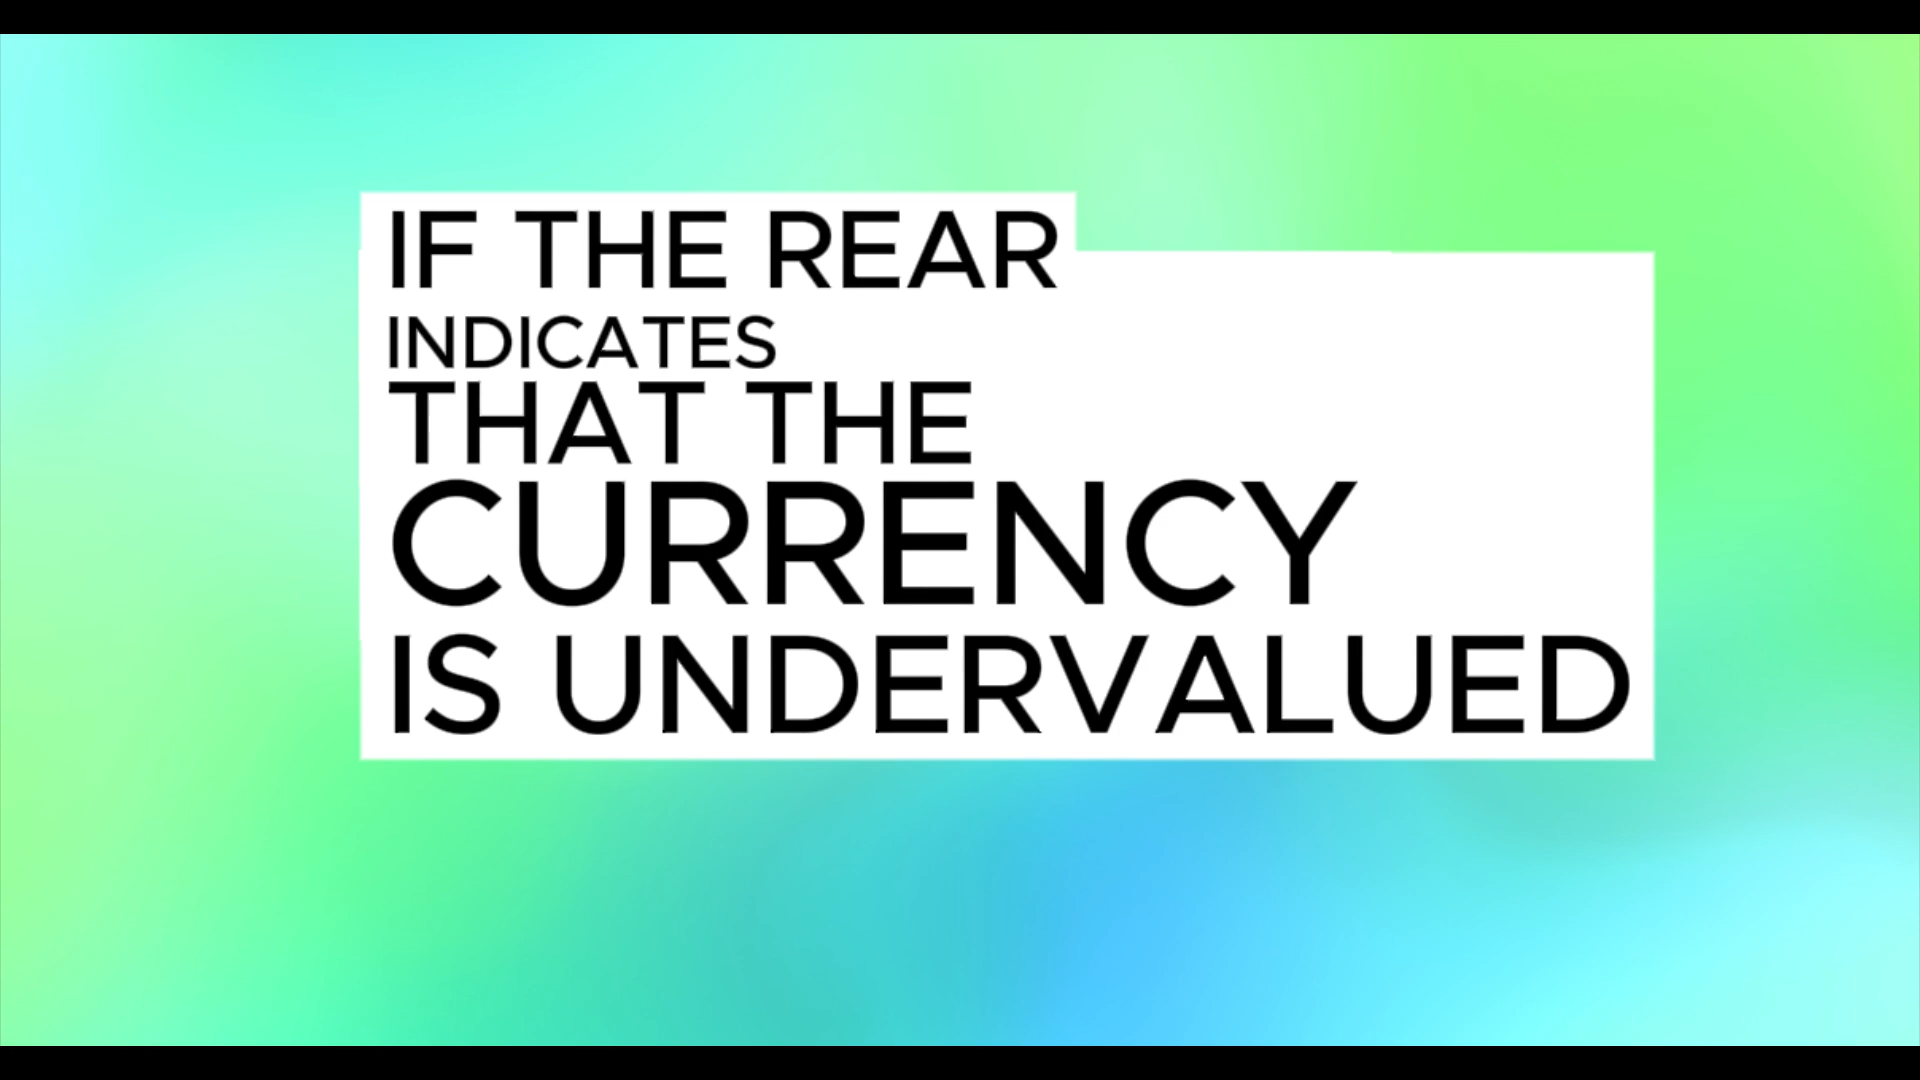 IF THE REAR
INDICATES
THAT THE
CURRENCY
IS UNDERVALUED